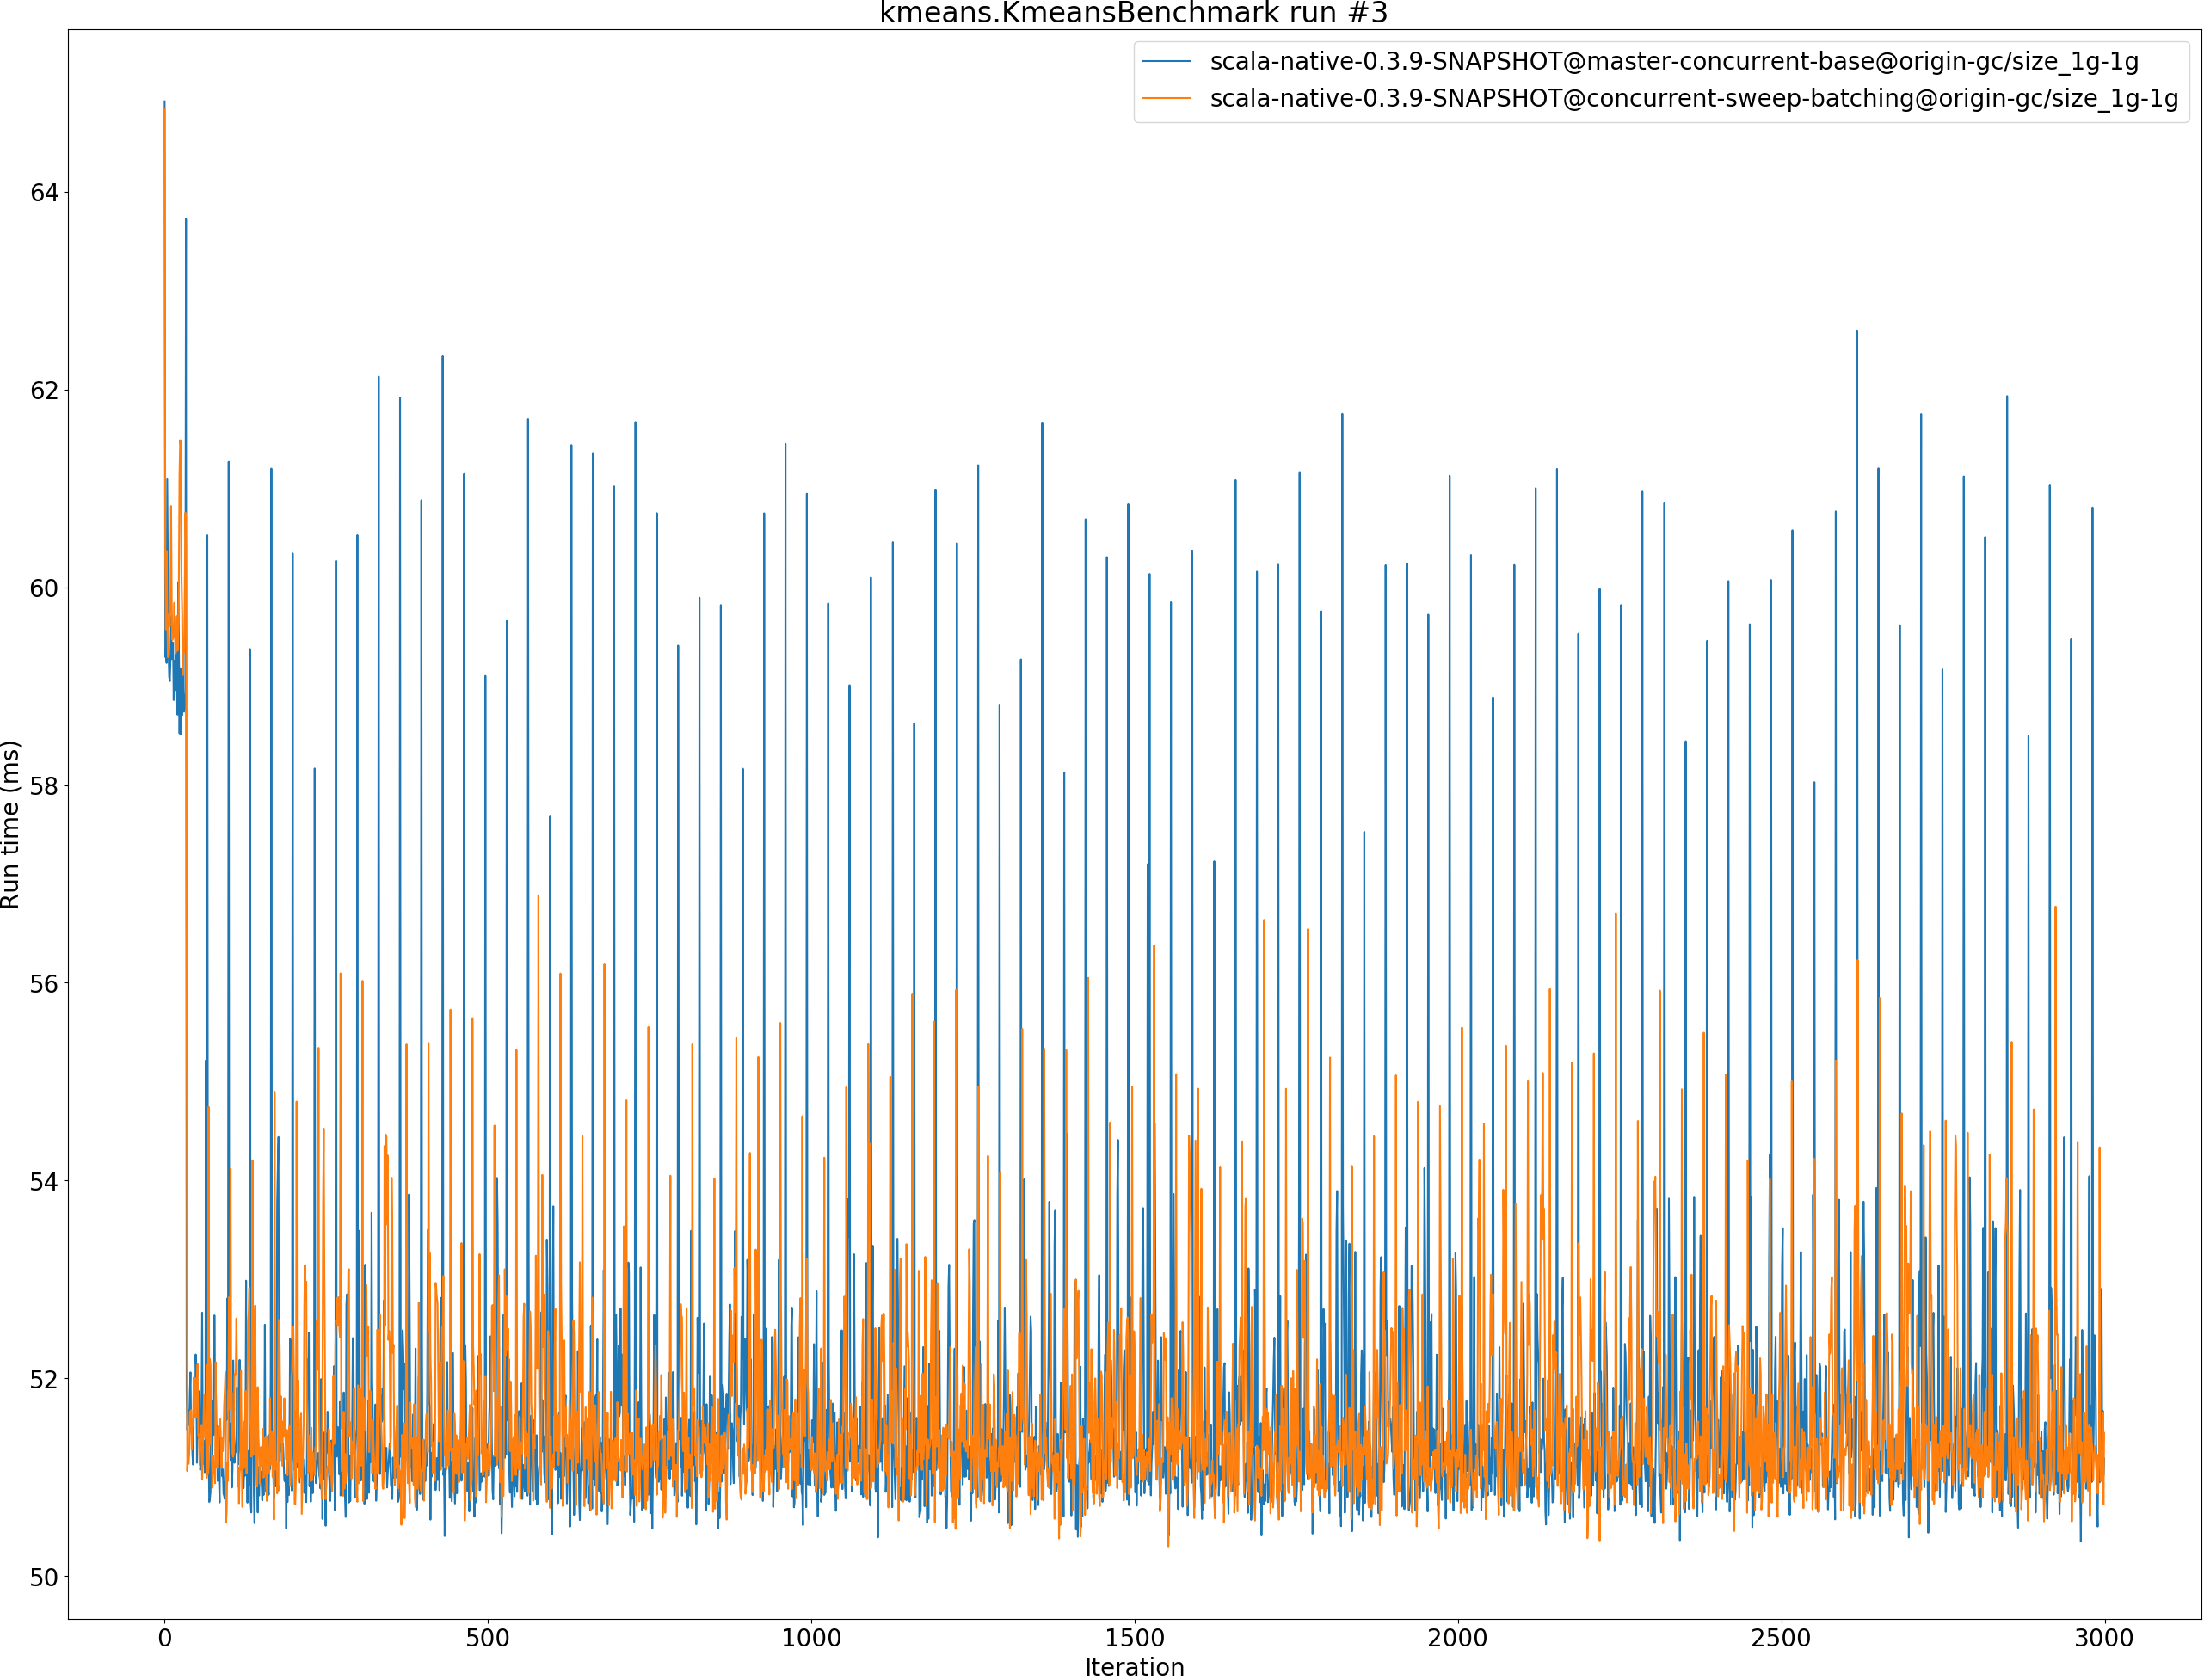 kmeans.KmeansBenchmark run #3
scala-native-0.3.9-SNAPSHOT@master-concurrent-base@origin-gc/size_1g-1g
scala-native-0.3.9-SNAPSHOT@concurrent-sweep-batching@origin-gc/size_1g-1g
Run time (ms)
64
62
60
58
56
54
52
50
0 500 1000 1500 2000 2500 3000
Iteration